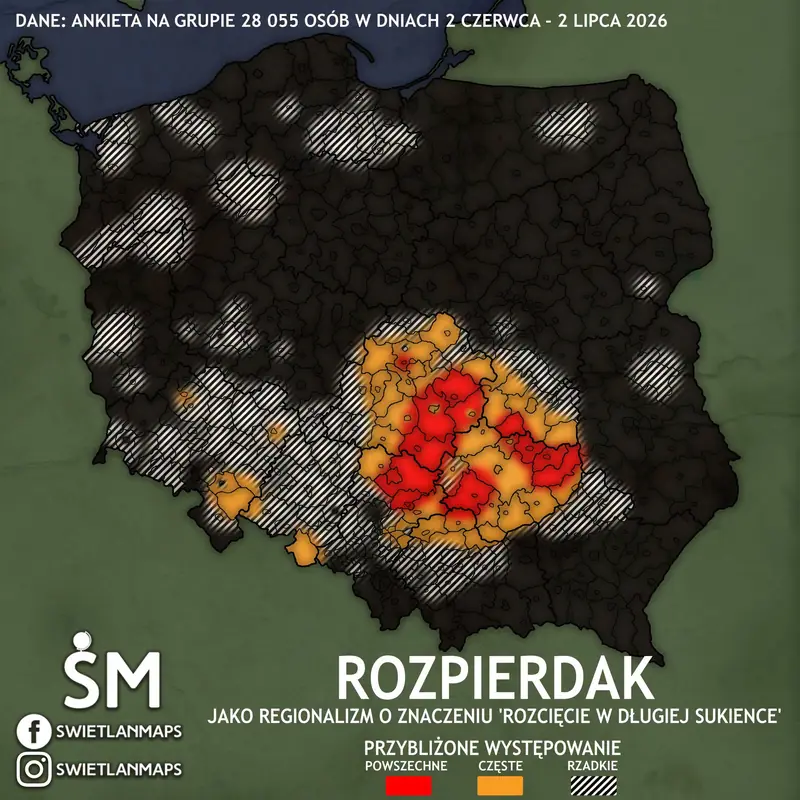 DANE: ANKIETA NA GRUPIE 28 055 OSÓB W DNIACH 2 CZERWCA - 2 LIPCA 2026
ŚM
SWIETLANMAPS
SWIETLANMAPS
ROZPIERDAK
JAKO REGIONALIZM O ZNACZENIU 'ROZCIĘCIE W DŁUGIEJ SUKIENCE'
PRZYBLIŻONE WYSTĘPOWANIE
POWSZECHNE CZĘSTE RZADKIE